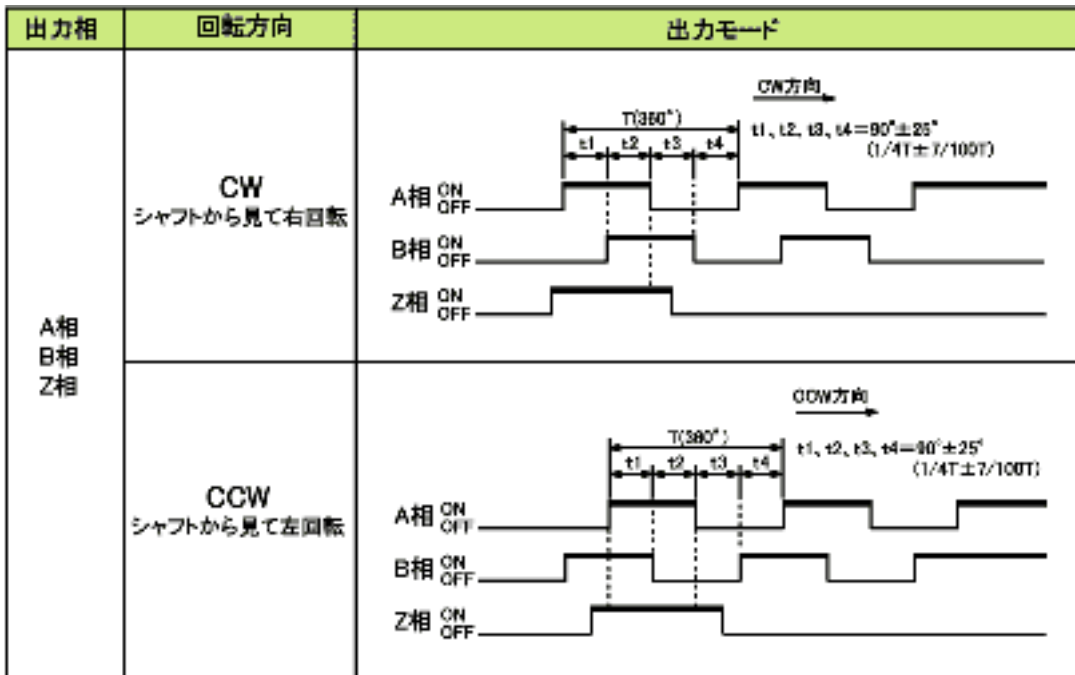 出力相 回転方向 出力モード
A相
B相
Z相
CW
シャフトから見て右回転
CW方向
T(360°)
t1、t2、t3、t4=90°±25°
(1/4T±7/100T)
t1 t2 t3 t4
A相 ON
OFF
B相 ON
OFF
Z相 ON
OFF
CCW
シャフトから見て左回転
CCW方向
T(360°)
t1、t2、t3、t4=90°±25°
(1/4T±7/100T)
t1 t2 t3 t4
A相 ON
OFF
B相 ON
OFF
Z相 ON
OFF